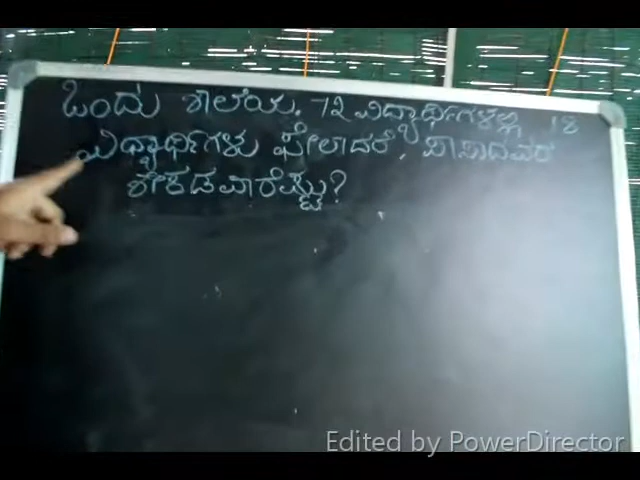 ಒಂದು ಶಾಲೆಯ. 72 ವಿದ್ಯಾರ್ಥಿಗಳಲ್ಲಿ 18
ವಿಧ್ಯಾರ್ಥಿಗಳು ಫೇಲಾದರೆ, ಪಾಸಾದವರ
ಶೇಕಡವಾರೆಷ್ಟು?
Edited by PowerDirector